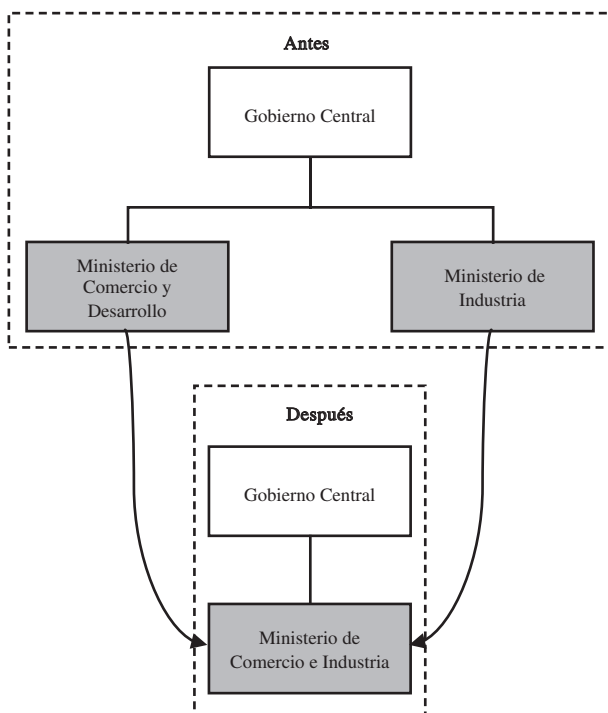 Antes
Gobierno Central
Ministerio de
Comercio y
Desarrollo
Ministerio de
Industria
Después
Gobierno Central
Ministerio de
Comercio e Industria